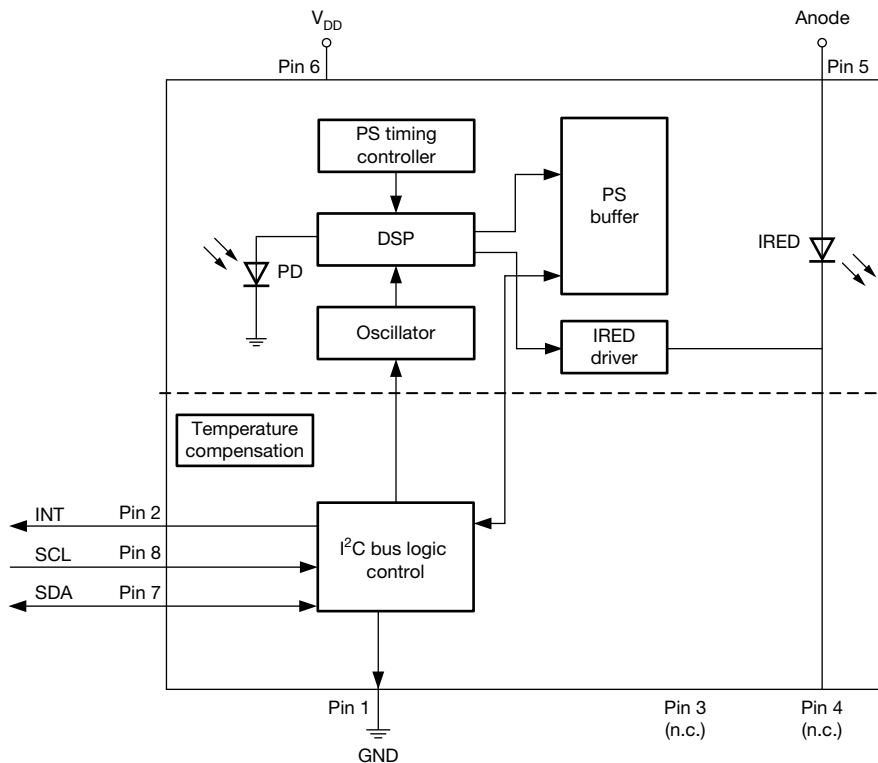 V_DD
Anode
Pin 6
Pin 5
PS timing
controller
PS
buffer
DSP
IRED
PD
Oscillator
IRED
driver
Temperature
compensation
INT
Pin 2
SCL
Pin 8
SDA
Pin 7
I²C bus logic
control
Pin 1
GND
Pin 3
(n.c.)
Pin 4
(n.c.)